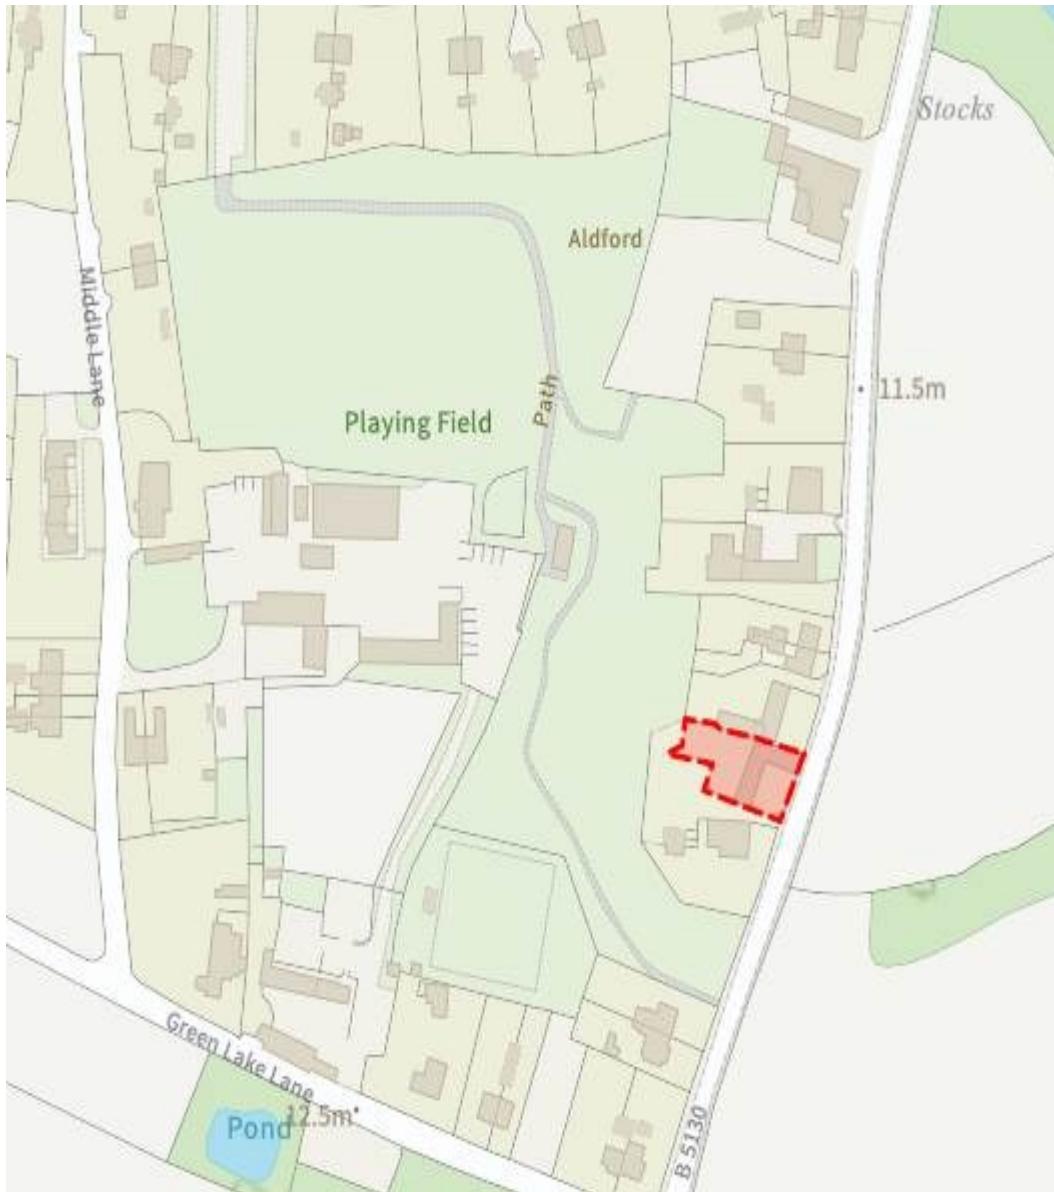 Stocks
Aldford
Middle Lane
11.5m
Path
Playing Field
Green Lake Lane
12.5m
Pond
B 5130